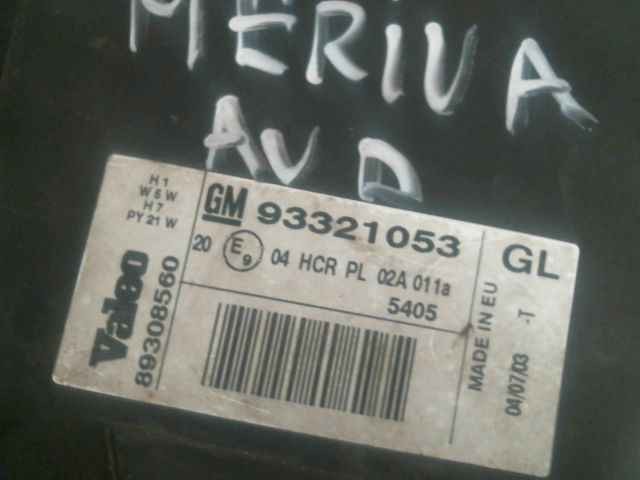 MERIVA
AVD
H1
W5W
H7
PY21W
Valeo
89308560
GM 93321053
20 E9 04 HCR PL 02A 011a
5405
GL
MADE IN EU
04/07/03 -T